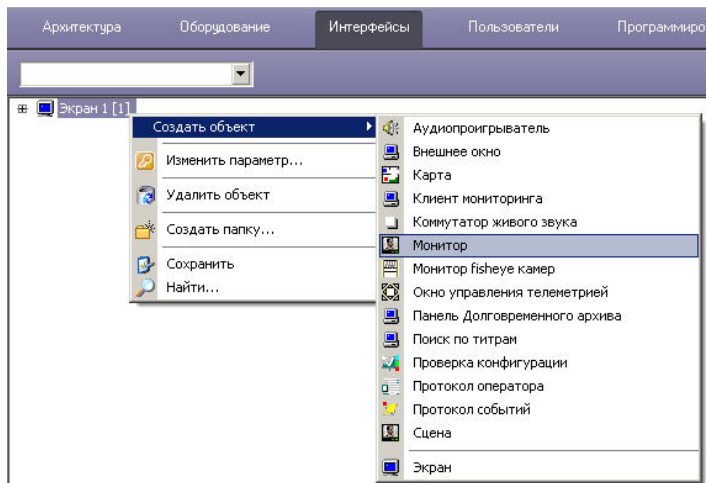 Архитектура Оборудование Интерфейсы Пользователи Программиро
Экран 1 [1]
Создать объект
Изменить параметр...
Удалить объект
Создать папку...
Сохранить
Найти...
Аудиопроигрыватель
Внешнее окно
Карта
Клиент мониторинга
Коммутатор живого звука
Монитор
Монитор fisheye камер
Окно управления телеметрией
Панель Долговременного архива
Поиск по титрам
Проверка конфигурации
Протокол оператора
Протокол событий
Сцена
Экран